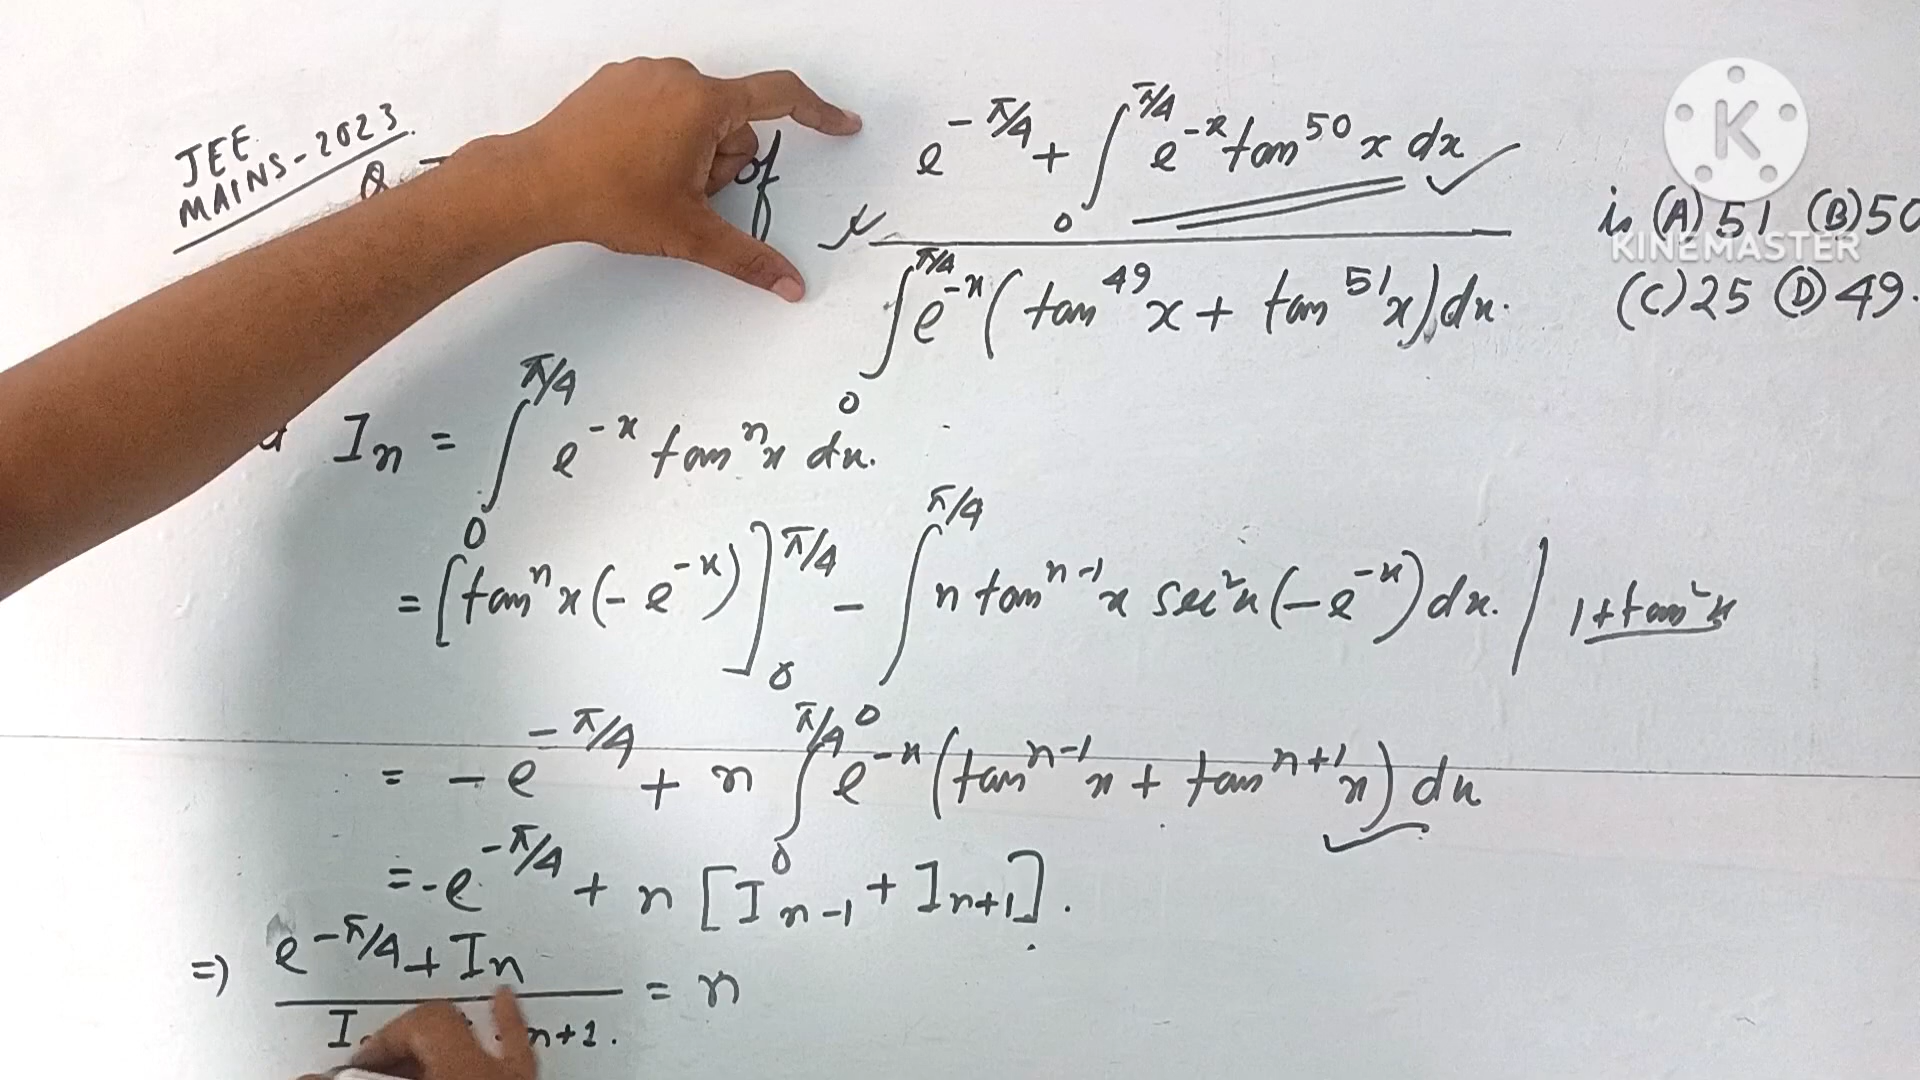 JEE
MAINS-2023
Q. of
e^{-π/4} + ∫_0^{π/4} e^{-x} tan^{50} x dx
∫_0^{π/4} e^{-x} (tan^{49} x + tan^{51} x) dx.
is (A) 51 (B) 50
(C) 25 (D) 49.
K
KINEMASTER
I_n = ∫_0^{π/4} e^{-x} tan^n x dx.
= [tan^n x (-e^{-x})]_0^{π/4} - ∫_0^{π/4} n tan^{n-1} x sec^2 x (-e^{-x}) dx. | 1+tan^2 x
= -e^{-π/4} + n ∫_0^{π/4} e^{-x} (tan^{n-1} x + tan^{n+1} x) dx
= -e^{-π/4} + n [I_{n-1} + I_{n+1}].
=> e^{-π/4} + I_n = n
I n+1.